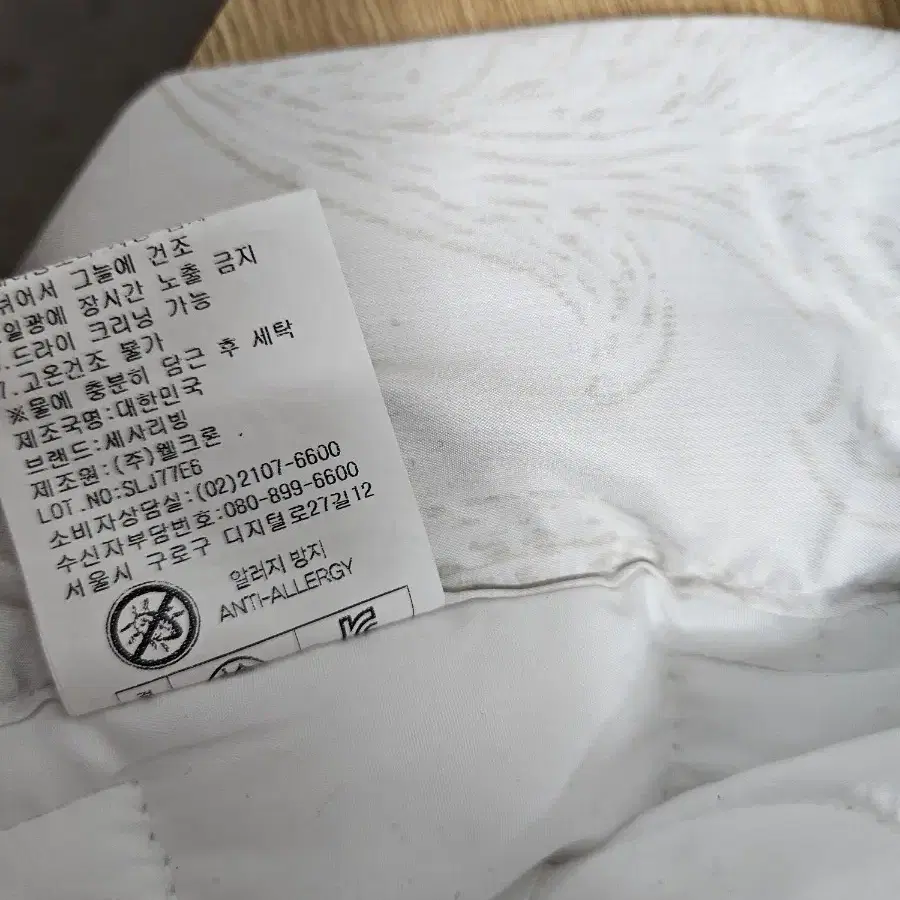 그늘에 건조
일광에 장시간 노출 금지
드라이 크리닝 가능
7.고온건조 불가
※물에 충분히 담근 후 세탁
제조국명:대한민국
브랜드:세사리빙
제조원:(주)웰크론
LOT.NO:SLJ77E6
소비자상담실:(02)2107-6600
수신자부담번호:080-899-6600
서울시 구로구 디지털로27길12
알러지 방지
ANTI-ALLERGY